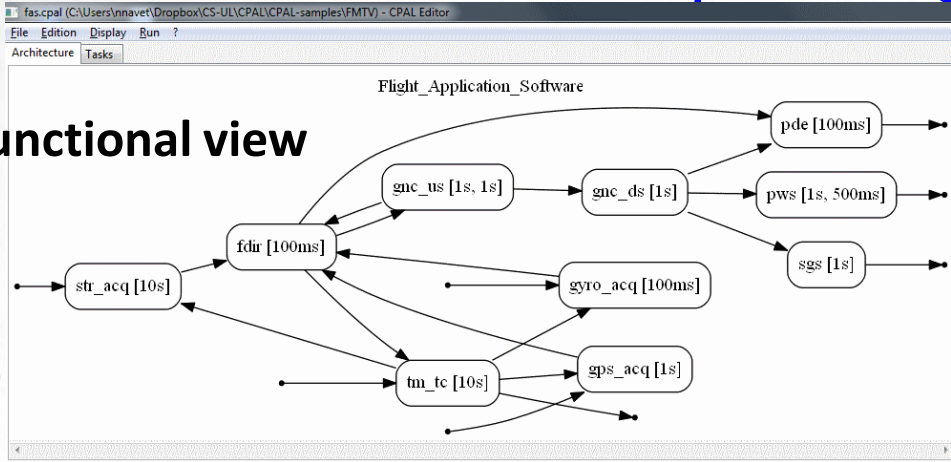 fas.cpal (C:\Users\nnavet\Dropbox\CS-UL\CPAL\CPAL-samples\FMTV) - CPAL Editor
File Edition Display Run ?
Architecture Tasks
Flight_Application_Software
unctional view
pde [100ms]
gnc_us [1s, 1s]
gnc_ds [1s]
pws [1s, 500ms]
fdir [100ms]
sgs [1s]
str_acq [10s]
gyro_acq [100ms]
tm_tc [10s]
gps_acq [1s]